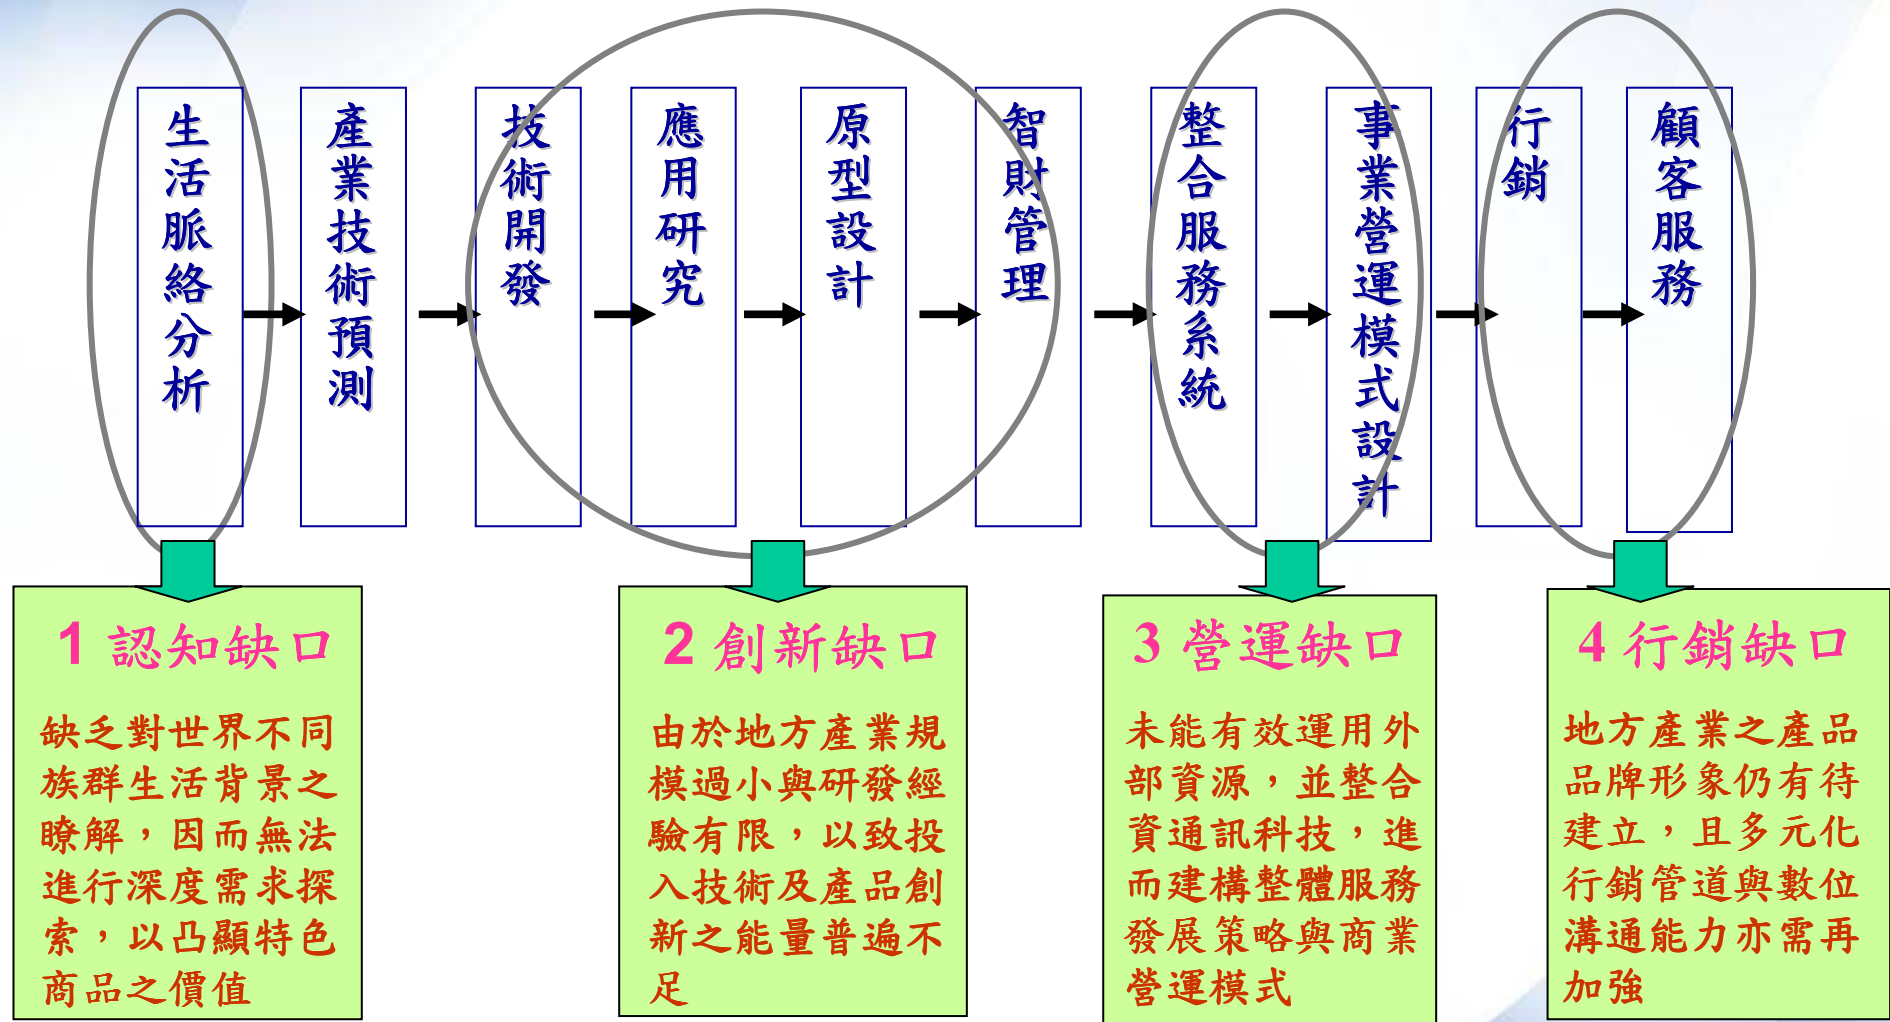 生活脈絡分析
產業技術預測
技術開發
應用研究
原型設計
智財管理
整合服務系統
事業營運模式設計
行銷
顧客服務
1 認知缺口
缺乏對世界不同
族群生活背景之
瞭解，因而無法
進行深度需求探
索，以凸顯特色
商品之價值
2 創新缺口
由於地方產業規
模過小與研發經
驗有限，以致投
入技術及產品創
新之能量普遍不
足
3 營運缺口
未能有效運用外
部資源，並整合
資通訊科技，進
而建構整體服務
發展策略與商業
營運模式
4 行銷缺口
地方產業之產品
品牌形象仍有待
建立，且多元化
行銷管道與數位
溝通能力亦需再
加強